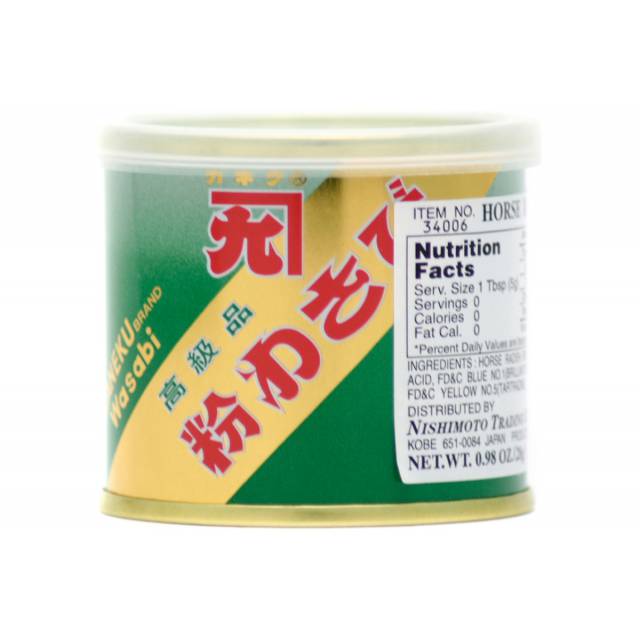 カネク®
高級品
粉わさび
BRAND
Wasabi
ITEM NO. HORSE
34006
Nutrition
Facts
Serv. Size 1 Tbsp (5g)
Servings 0
Calories 0
Fat Cal. 0
*Percent Daily Values are
INGREDIENTS: HORSE
ACID, FD&C BLUE NO.1
FD&C YELLOW NO.5
DISTRIBUTED BY
NISHIMOTO TRADING
KOBE 651-0084 JAPAN
NET.WT. 0.98 OZ